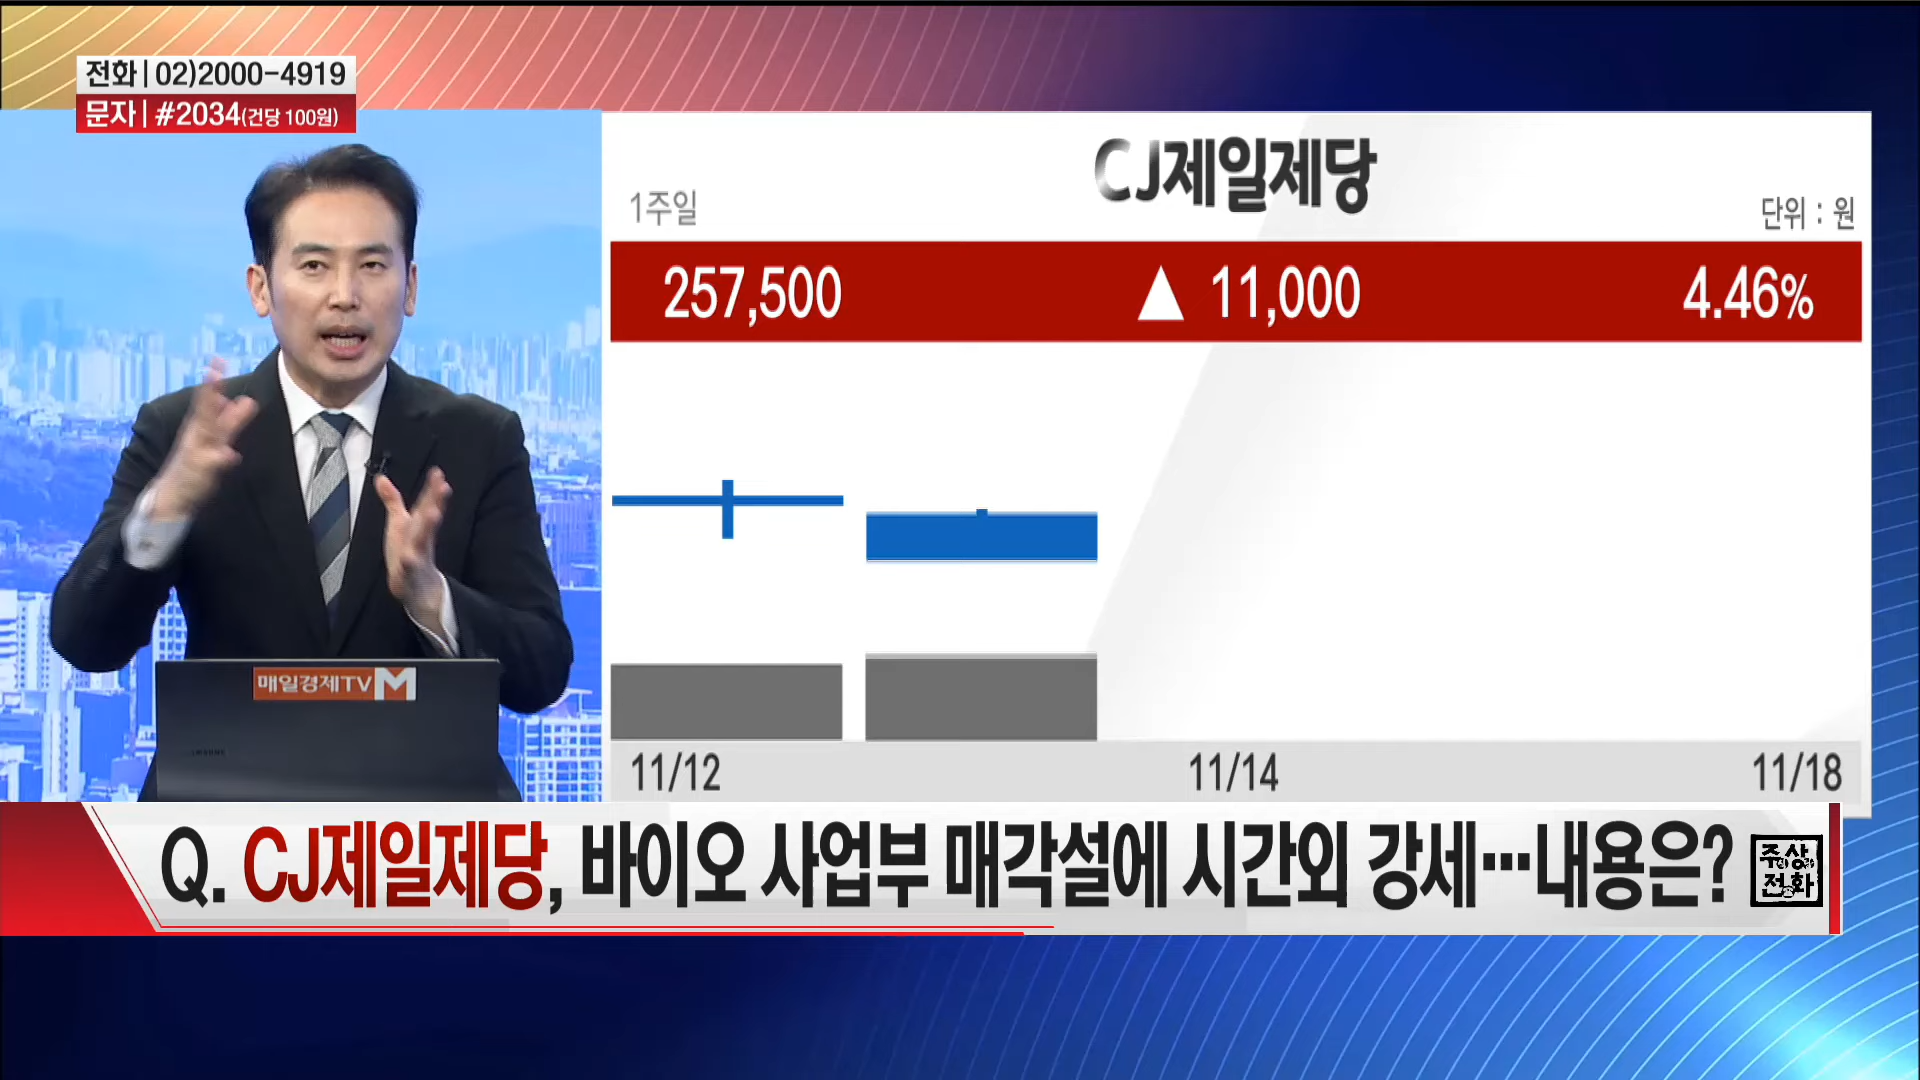 전화 | 02)2000-4919
문자 | #2034(건당 100원)
CJ제일제당
1주일
단위 : 원
257,500 ▲ 11,000 4.46%
매일경제TV M
SAMSUNG
11/12 11/14 11/18
Q. CJ제일제당, 바이오 사업부 매각설에 시간외 강세…내용은?
주상
전화